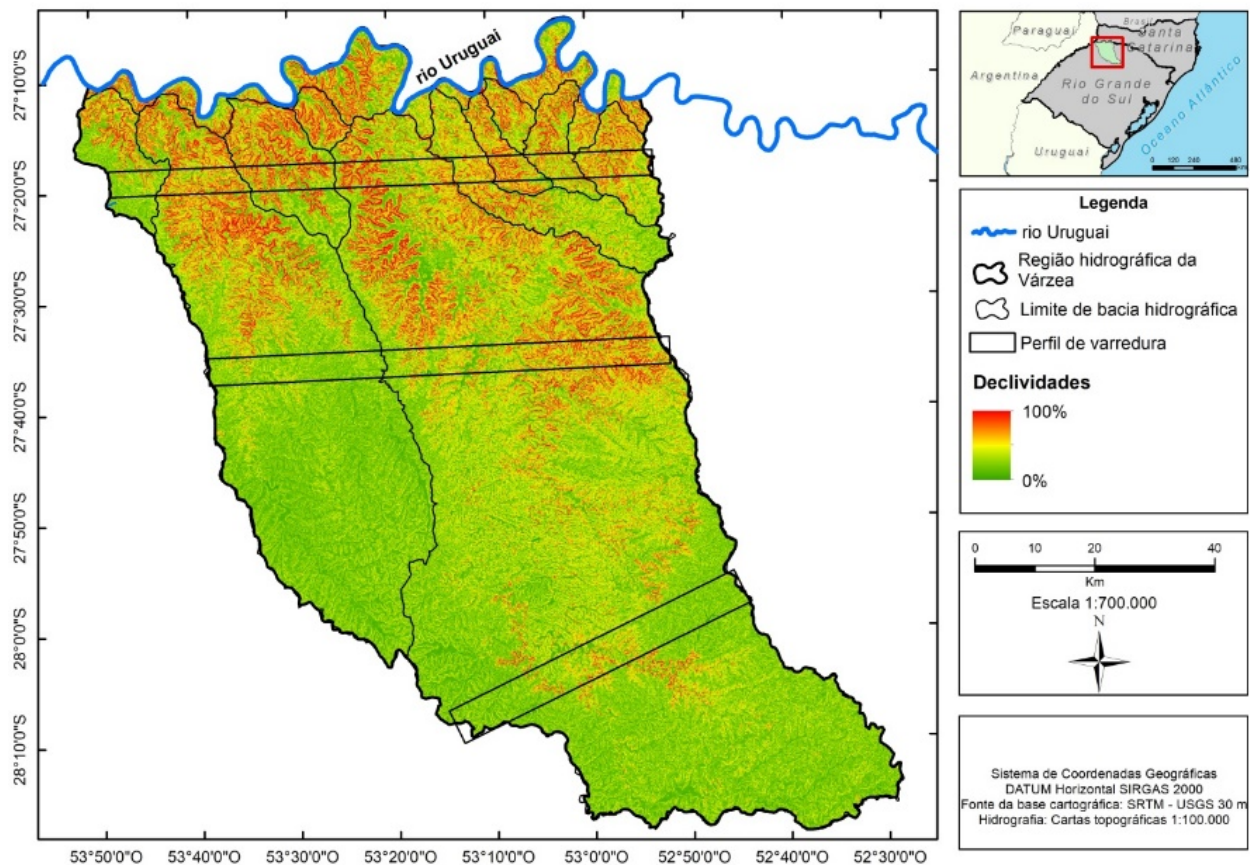 rio Uruguai
27°10'0"S
27°20'0"S
27°30'0"S
27°40'0"S
27°50'0"S
28°0'0"S
28°10'0"S
53°50'0"O
53°40'0"O
53°30'0"O
53°20'0"O
53°10'0"O
53°0'0"O
52°50'0"O
52°40'0"O
52°30'0"O
Paraguai
Brasil
Santa
Catarina
Argentina
Rio Grande
do Sul
Uruguai
Oceano Atlântico
0 120 240 480
Legenda
rio Uruguai
Região hidrográfica da
Várzea
Limite de bacia hidrográfica
Perfil de varredura
Declividades
100%
0%
0 10 20 40
Km
Escala 1:700.000
N
Sistema de Coordenadas Geográficas
DATUM Horizontal SIRGAS 2000
Fonte da base cartográfica: SRTM - USGS 30 m
Hidrografia: Cartas topográficas 1:100.000